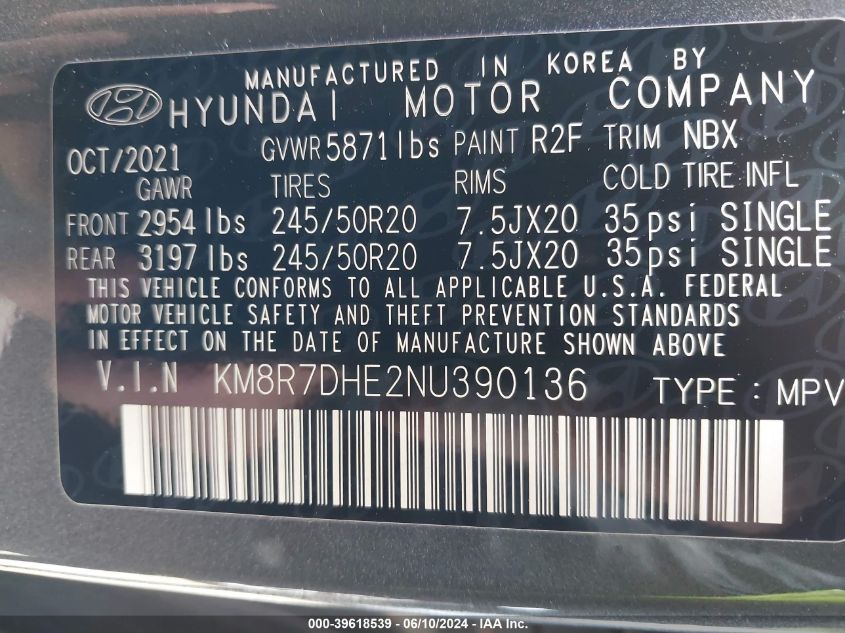 MANUFACTURED IN KOREA BY
HYUNDAI MOTOR COMPANY
OCT/2021 GVWR 5871lbs PAINT R2F TRIM NBX
GAWR TIRES RIMS COLD TIRE INFL
FRONT 2954 lbs 245/50R20 7.5JX20 35psi SINGLE
REAR 3197 lbs 245/50R20 7.5JX20 35psi SINGLE
THIS VEHICLE CONFORMS TO ALL APPLICABLE U.S.A. FEDERAL
MOTOR VEHICLE SAFETY AND THEFT PREVENTION STANDARDS
IN EFFECT ON THE DATE OF MANUFACTURE SHOWN ABOVE
V.I.N KM8R7DHE2NU390136 TYPE : MPV
000-39618539 - 06/10/2024 - IAA Inc.